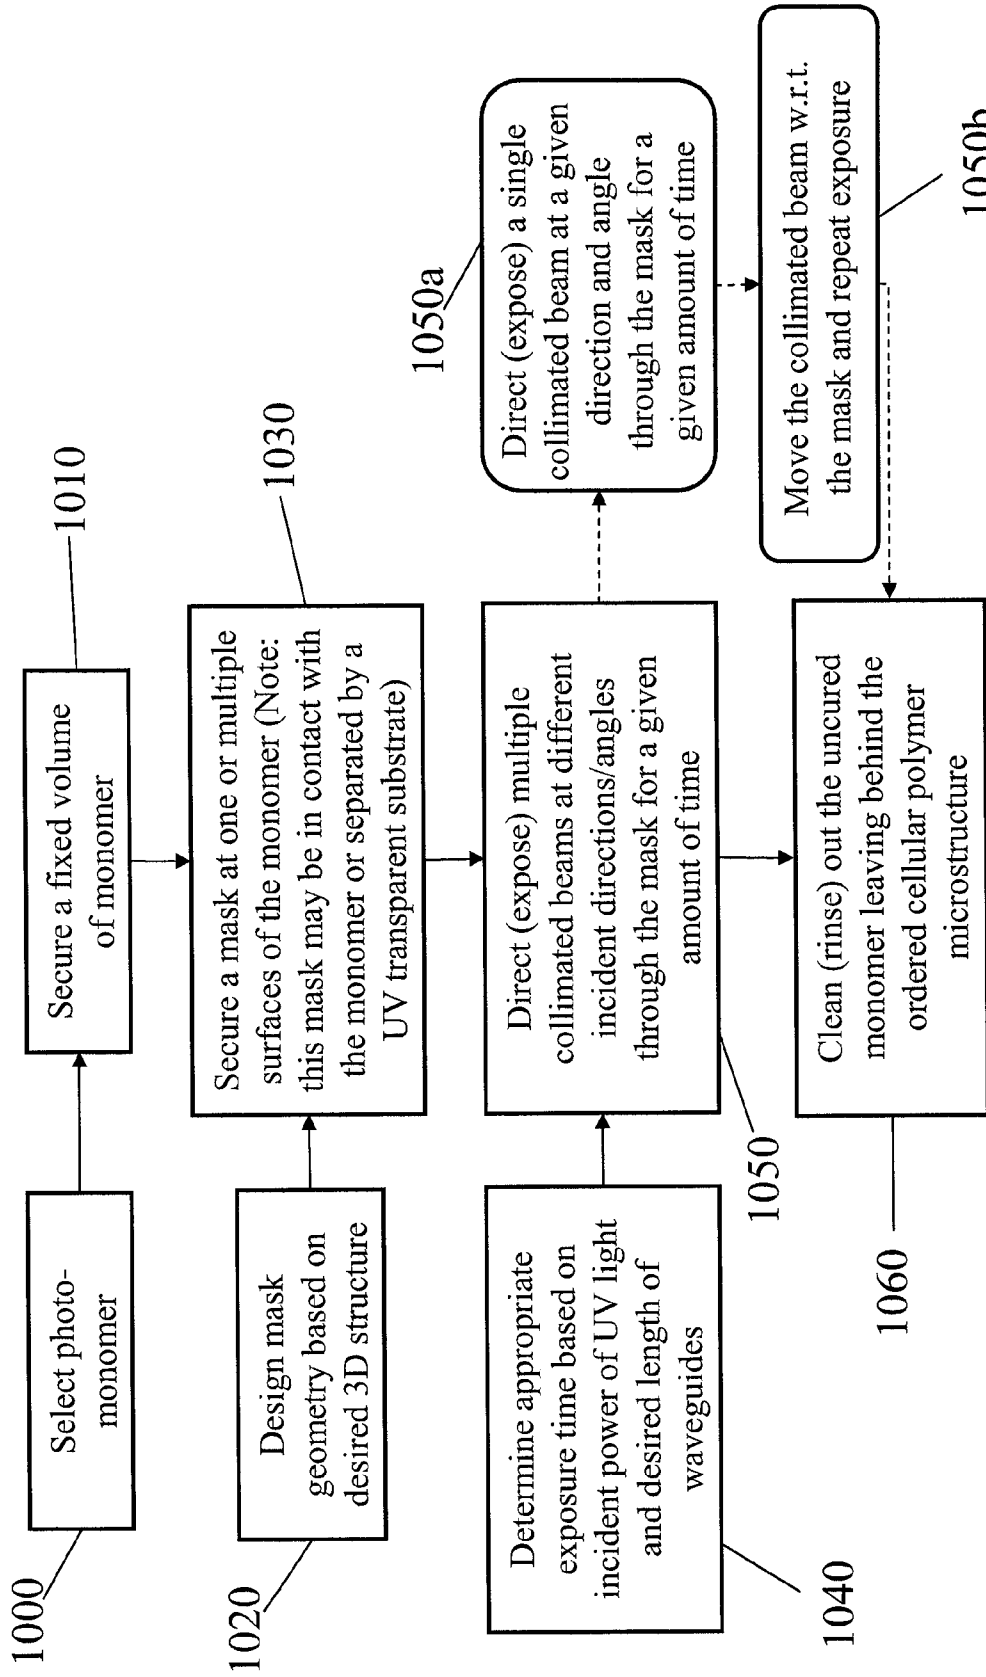 1000
Select photo-
monomer
Secure a fixed volume
of monomer
1010
1020
Design mask
geometry based on
desired 3D structure
Secure a mask at one or multiple
surfaces of the monomer (Note:
this mask may be in contact with
the monomer or separated by a
UV transparent substrate)
1030
1040
Determine appropriate
exposure time based on
incident power of UV light
and desired length of
waveguides
Direct (expose) multiple
collimated beams at different
incident directions/angles
through the mask for a given
amount of time
1050
1050a
Direct (expose) a single
collimated beam at a given
direction and angle
through the mask for a
given amount of time
Move the collimated beam w.r.t.
the mask and repeat exposure
1050b
Clean (rinse) out the uncured
monomer leaving behind the
ordered cellular polymer
microstructure
1060